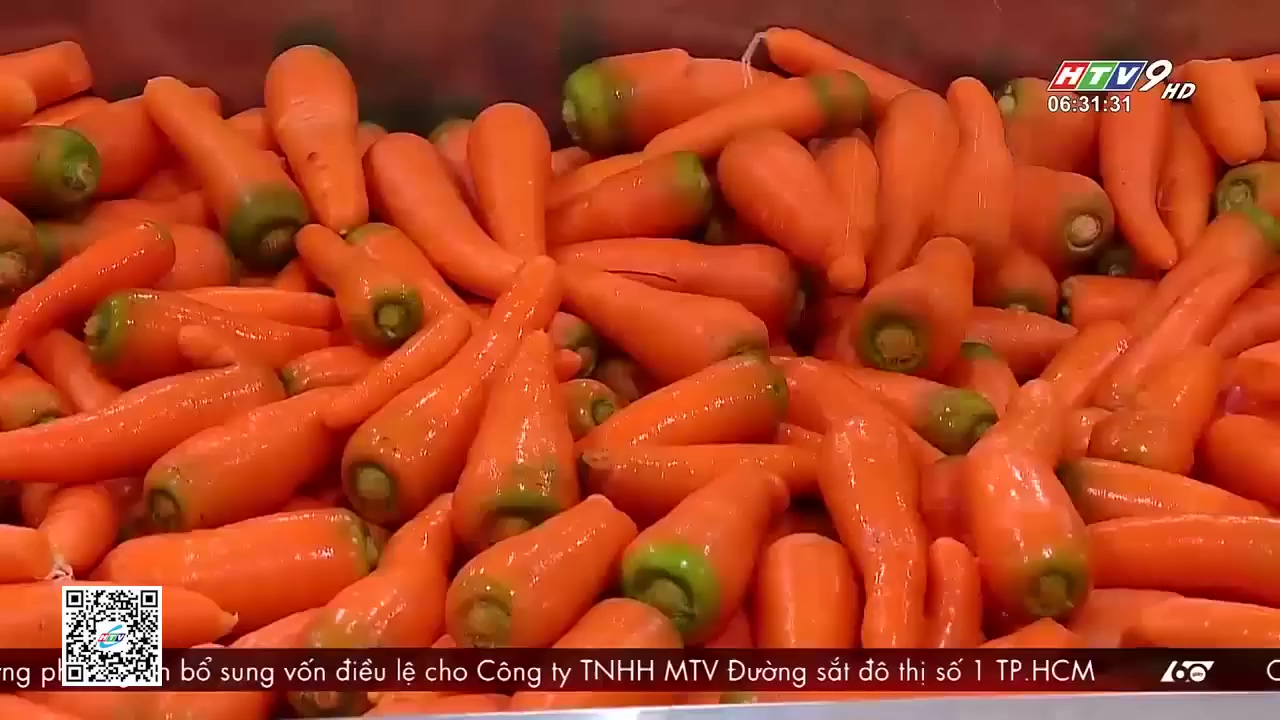 HTV9 HD
06:31:31
HTV
bổ sung vốn điều lệ cho Công ty TNHH MTV Đường sắt đô thị số 1 TP.HCM